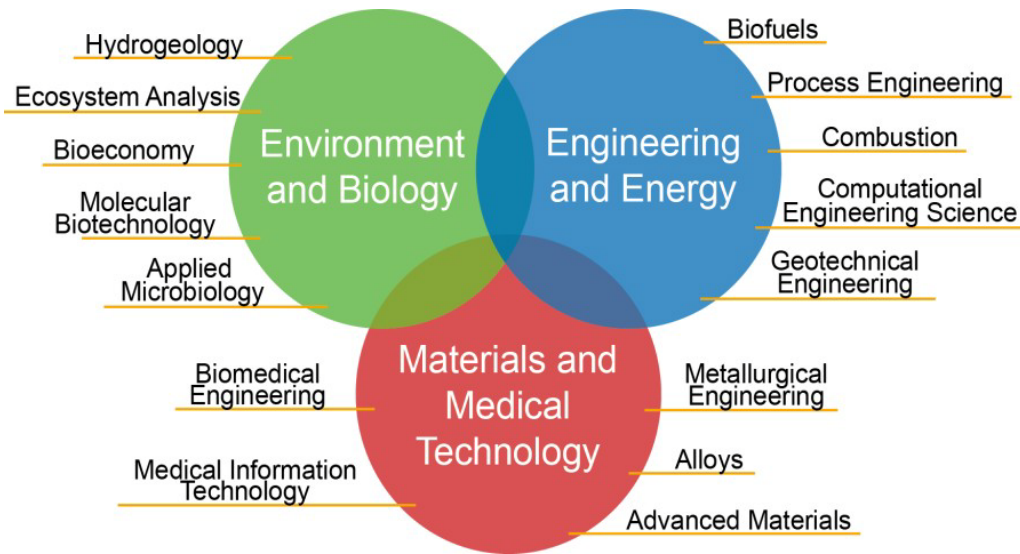 Hydrogeology
Ecosystem Analysis
Bioeconomy
Molecular
Biotechnology
Applied
Microbiology
Environment
and Biology
Engineering
and Energy
Biofuels
Process Engineering
Combustion
Computational
Engineering Science
Geotechnical
Engineering
Biomedical
Engineering
Medical Information
Technology
Materials and
Medical
Technology
Metallurgical
Engineering
Alloys
Advanced Materials